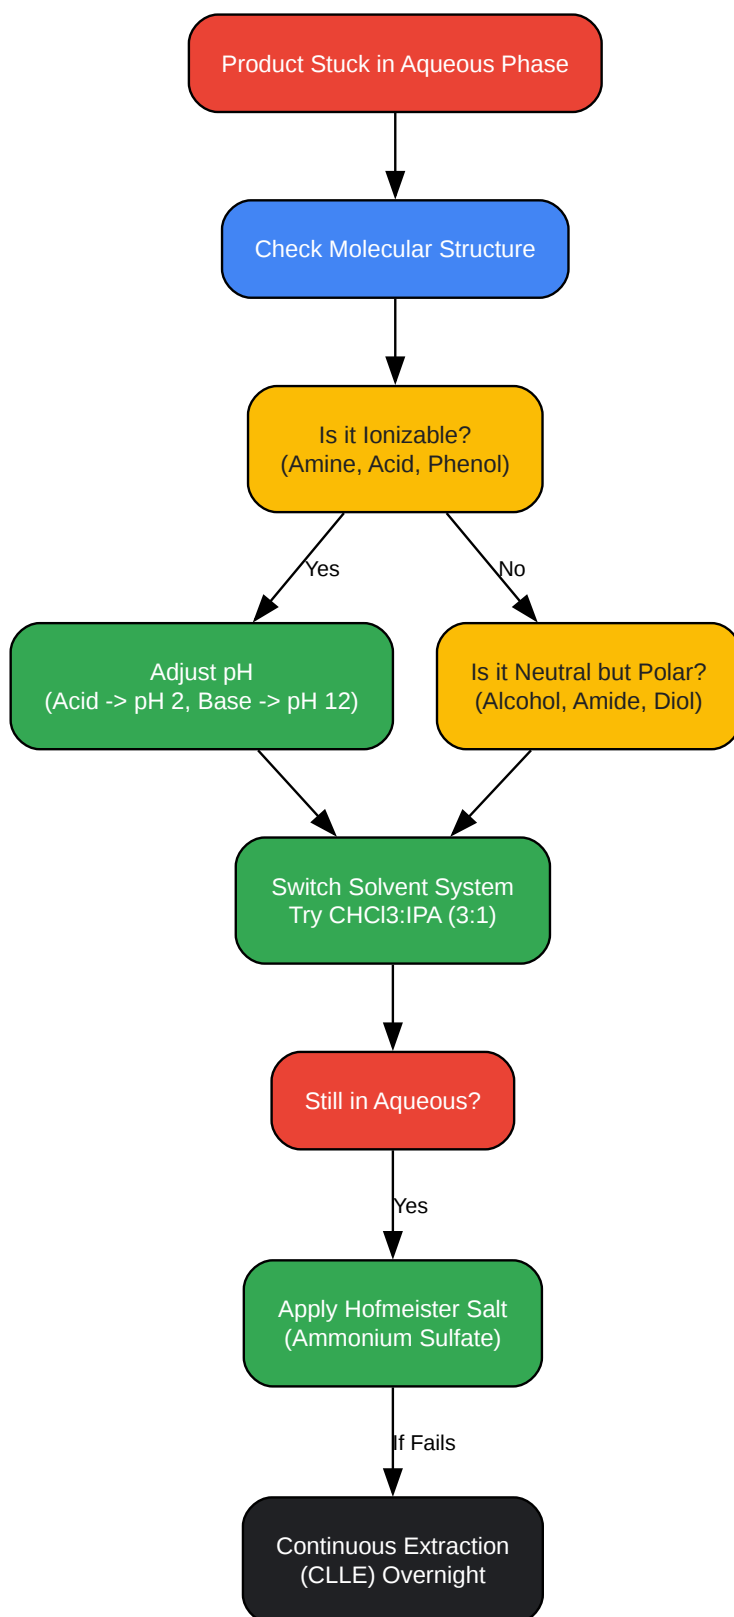 Product Stuck in Aqueous Phase
Check Molecular Structure
Is it Ionizable?
(Amine, Acid, Phenol)
Yes
No
Adjust pH
(Acid -> pH 2, Base -> pH 12)
Is it Neutral but Polar?
(Alcohol, Amide, Diol)
Switch Solvent System
Try CHCl3:IPA (3:1)
Still in Aqueous?
Yes
Apply Hofmeister Salt
(Ammonium Sulfate)
If Fails
Continuous Extraction
(CLLE) Overnight